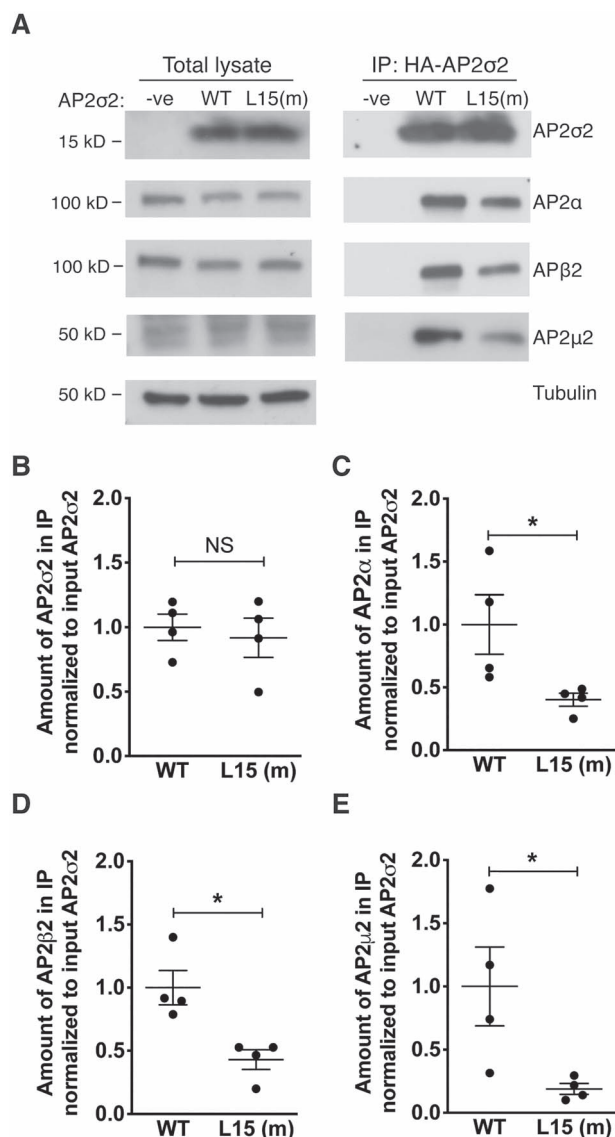 A
Total lysate
IP: HA-AP2σ2
AP2σ2: -ve WT L15(m)
-ve WT L15(m)
15 kD
AP2σ2
100 kD
AP2α
100 kD
APβ2
50 kD
AP2μ2
50 kD
Tubulin
B
Amount of AP2σ2 in IP
normalized to input AP2σ2
2.0
1.5
1.0
0.5
0.0
NS
WT L15 (m)
C
Amount of AP2α in IP
normalized to input AP2σ2
2.0
1.5
1.0
0.5
0.0
*
WT L15 (m)
D
Amount of AP2β2 in IP
normalized to input AP2σ2
2.0
1.5
1.0
0.5
0.0
*
WT L15 (m)
E
Amount of AP2μ2 in IP
normalized to input AP2σ2
2.0
1.5
1.0
0.5
0.0
*
WT L15 (m)